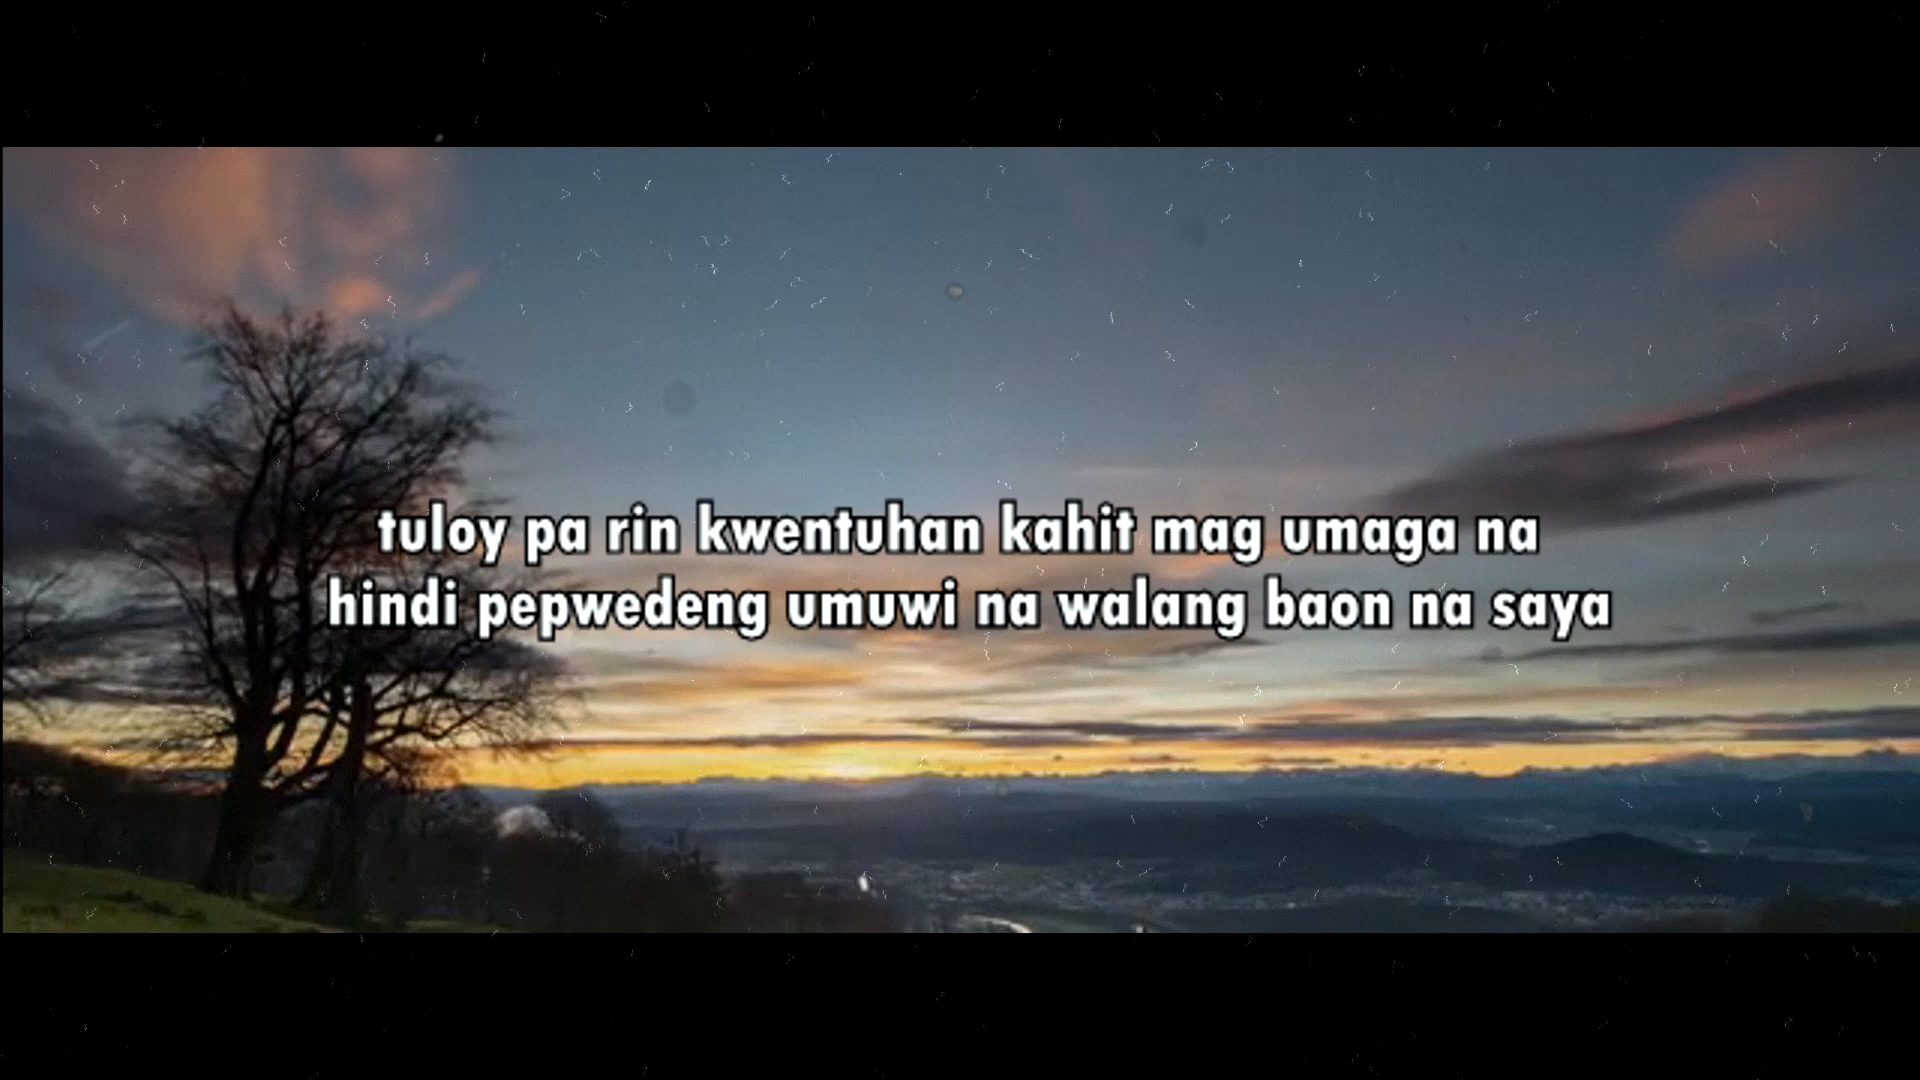 tuloy pa rin kwentuhan kahit mag umaga na
hindi pepwedeng umuwi na walang baon na saya